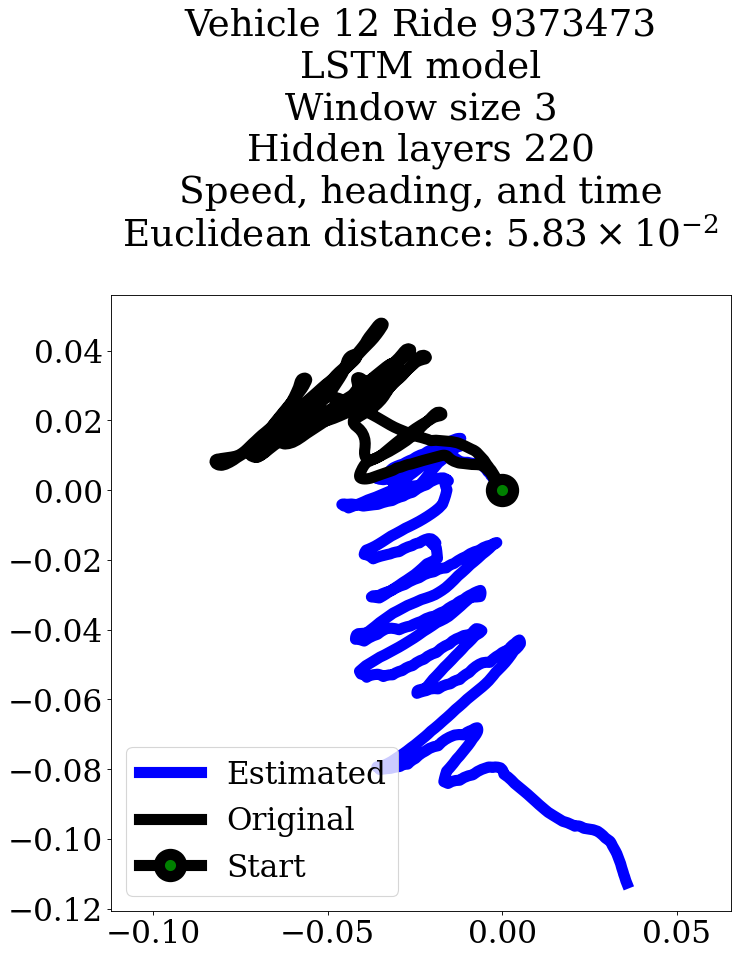 Vehicle 12 Ride 9373473
LSTM model
Window size 3
Hidden layers 220
Speed, heading, and time
Euclidean distance: 5.83 × 10⁻²
0.04
0.02
0.00
−0.02
−0.04
−0.06
−0.08
−0.10
−0.12
Estimated
Original
Start
−0.10 −0.05 0.00 0.05